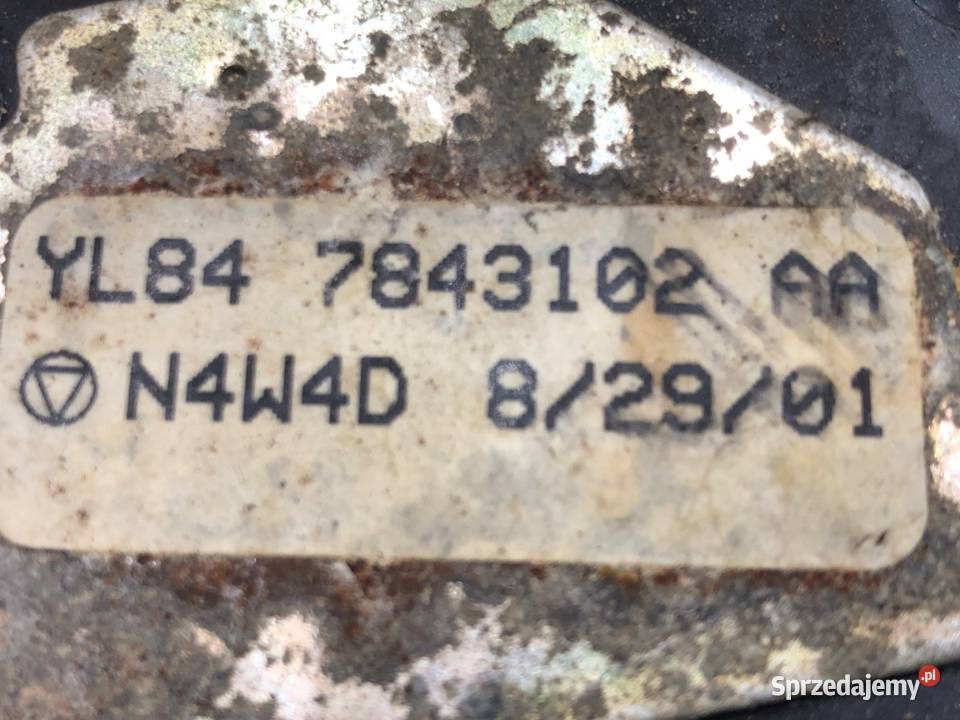 YL84 7843102 AA
N4W4D 8/29/01
Sprzedajemy.pl